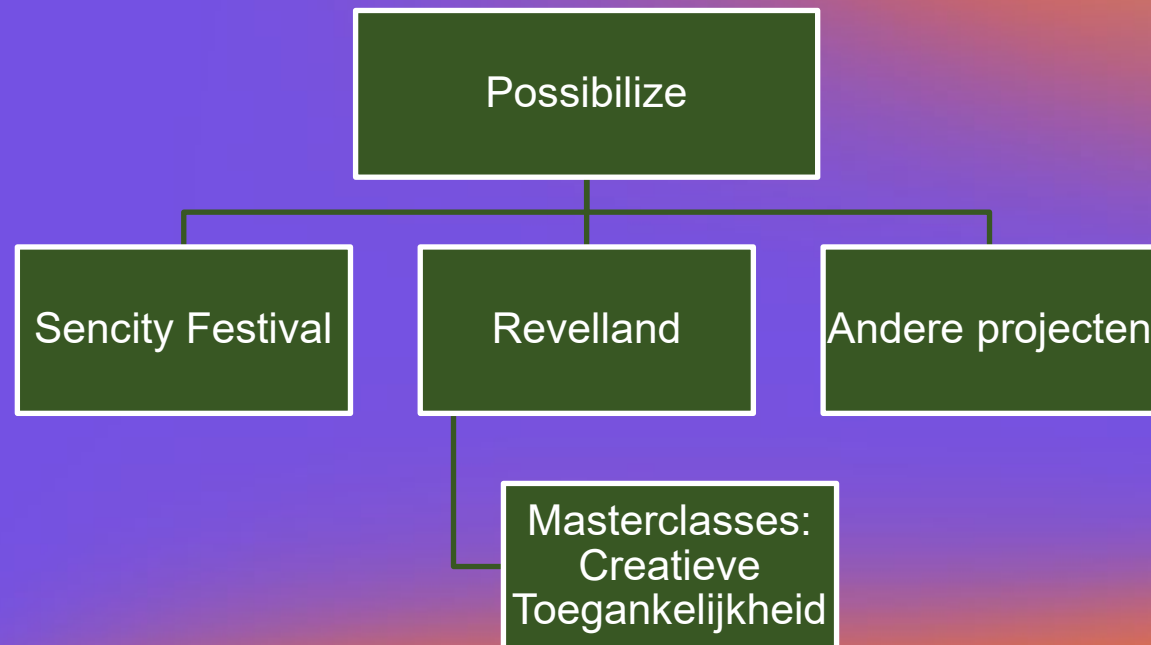 Possibilize
Sencity Festival
Revelland
Andere projecten
Masterclasses:
Creatieve
Toegankelijkheid